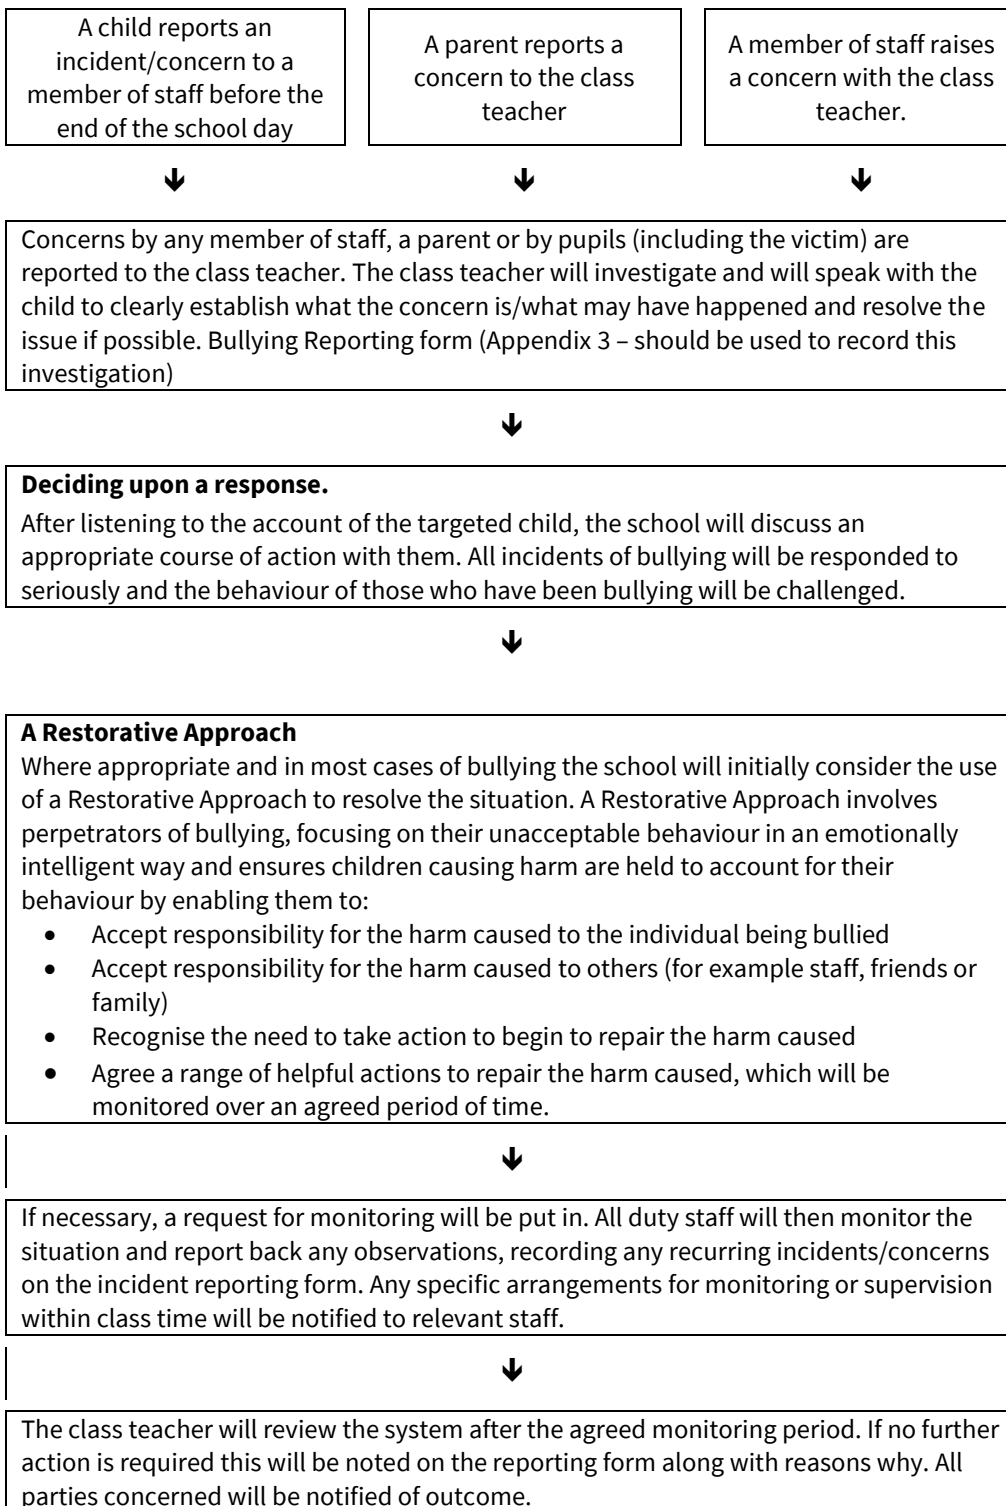 A child reports an
incident/concern to a
member of staff before the
end of the school day
A parent reports a
concern to the class
teacher
A member of staff raises
a concern with the class
teacher.
Concerns by any member of staff, a parent or by pupils (including the victim) are
reported to the class teacher. The class teacher will investigate and will speak with the
child to clearly establish what the concern is/what may have happened and resolve the
issue if possible. Bullying Reporting form (Appendix 3 – should be used to record this
investigation)
Deciding upon a response.
After listening to the account of the targeted child, the school will discuss an
appropriate course of action with them. All incidents of bullying will be responded to
seriously and the behaviour of those who have been bullying will be challenged.
A Restorative Approach
Where appropriate and in most cases of bullying the school will initially consider the use
of a Restorative Approach to resolve the situation. A Restorative Approach involves
perpetrators of bullying, focusing on their unacceptable behaviour in an emotionally
intelligent way and ensures children causing harm are held to account for their
behaviour by enabling them to:
• Accept responsibility for the harm caused to the individual being bullied
• Accept responsibility for the harm caused to others (for example staff, friends or
family)
• Recognise the need to take action to begin to repair the harm caused
• Agree a range of helpful actions to repair the harm caused, which will be
monitored over an agreed period of time.
If necessary, a request for monitoring will be put in. All duty staff will then monitor the
situation and report back any observations, recording any recurring incidents/concerns
on the incident reporting form. Any specific arrangements for monitoring or supervision
within class time will be notified to relevant staff.
The class teacher will review the system after the agreed monitoring period. If no further
action is required this will be noted on the reporting form along with reasons why. All
parties concerned will be notified of outcome.